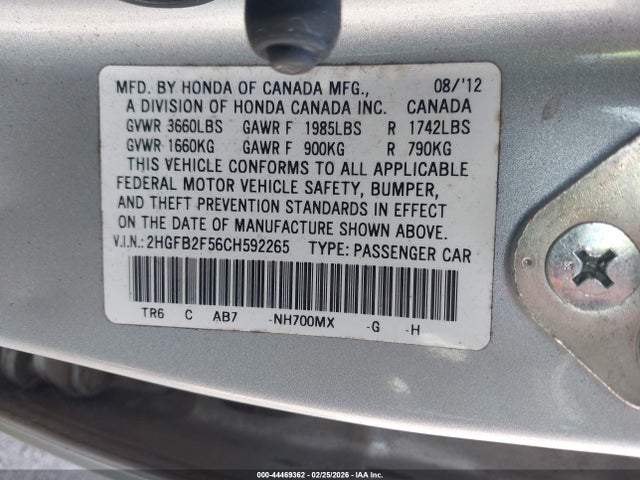 MFD. BY HONDA OF CANADA MFG., 08/'12
A DIVISION OF HONDA CANADA INC. CANADA
GVWR 3660LBS GAWR F 1985LBS R 1742LBS
GVWR 1660KG GAWR F 900KG R 790KG
THIS VEHICLE CONFORMS TO ALL APPLICABLE
FEDERAL MOTOR VEHICLE SAFETY, BUMPER,
AND THEFT PREVENTION STANDARDS IN EFFECT
ON THE DATE OF MANUFACTURE SHOWN ABOVE.
V.I.N.: 2HGFB2F56CH592265 TYPE: PASSENGER CAR
TR6 C AB7 -NH700MX -G -H
000-44469362 - 02/25/2026 - IAA Inc.